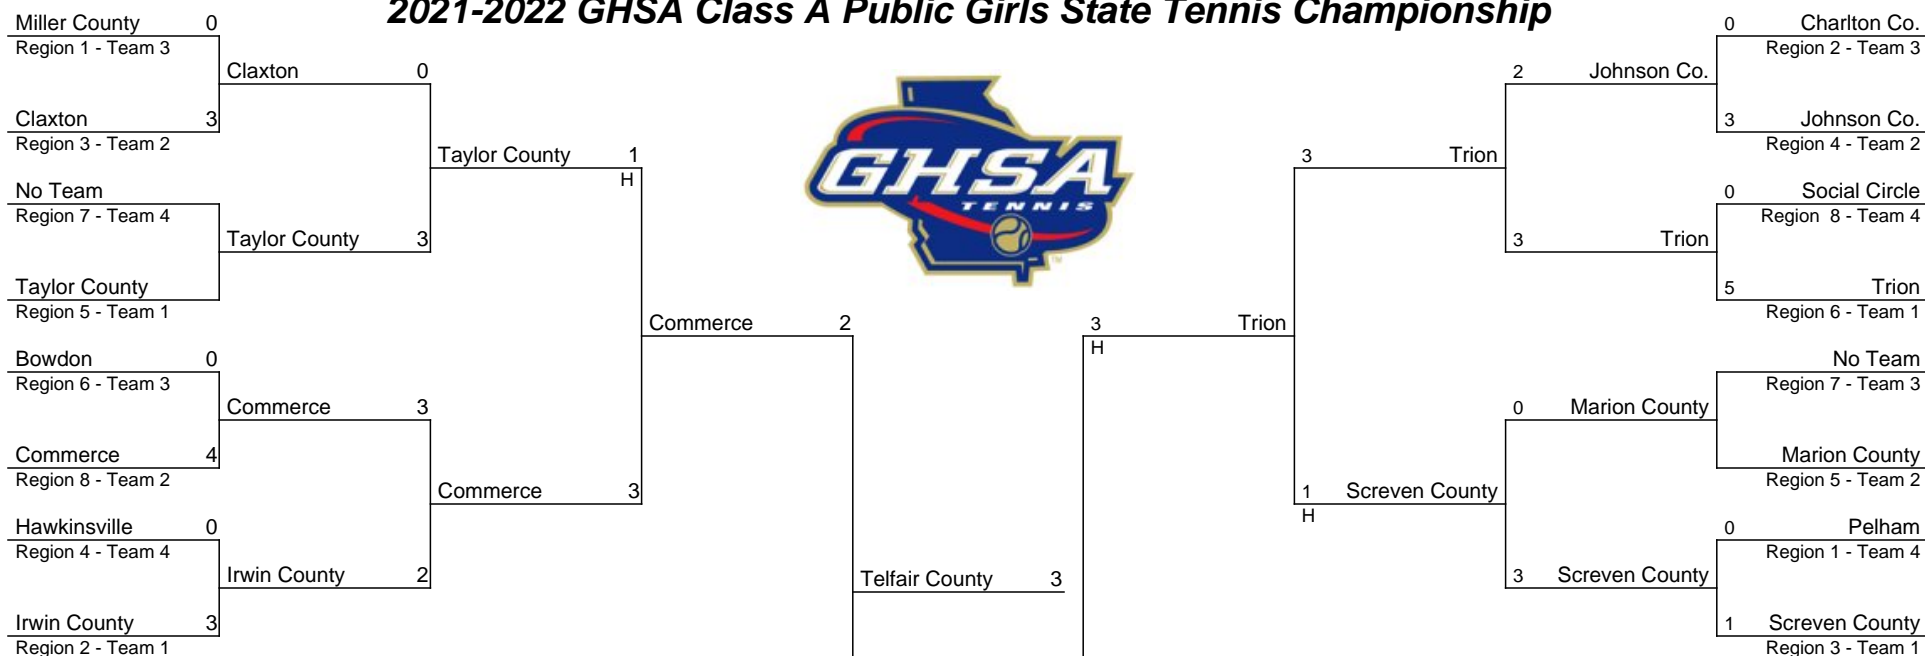 2021-2022 GHSA Class A Public Girls State Tennis Championship
Miller County 0
Region 1 - Team 3
Claxton 0
Claxton 3
Region 3 - Team 2
Taylor County 1
H
No Team
Region 7 - Team 4
Taylor County 3
Taylor County
Region 5 - Team 1
Commerce 2
Bowdon 0
Region 6 - Team 3
Commerce 3
Commerce 4
Region 8 - Team 2
Commerce 3
Hawkinsville 0
Region 4 - Team 4
Irwin County 2
Irwin County 3
Region 2 - Team 1
Telfair County 3
GHSA
TENNIS
TM
0 Charlton Co.
Region 2 - Team 3
2 Johnson Co.
3 Johnson Co.
Region 4 - Team 2
3 Trion
0 Social Circle
Region  8 - Team 4
3 Trion
5 Trion
Region 6 - Team 1
3 Trion
H
No Team
Region 7 - Team 3
0 Marion County
Marion County
Region 5 - Team 2
1 Screven County
H
0 Pelham
Region 1 - Team 4
3 Screven County
1 Screven County
Region 3 - Team 1